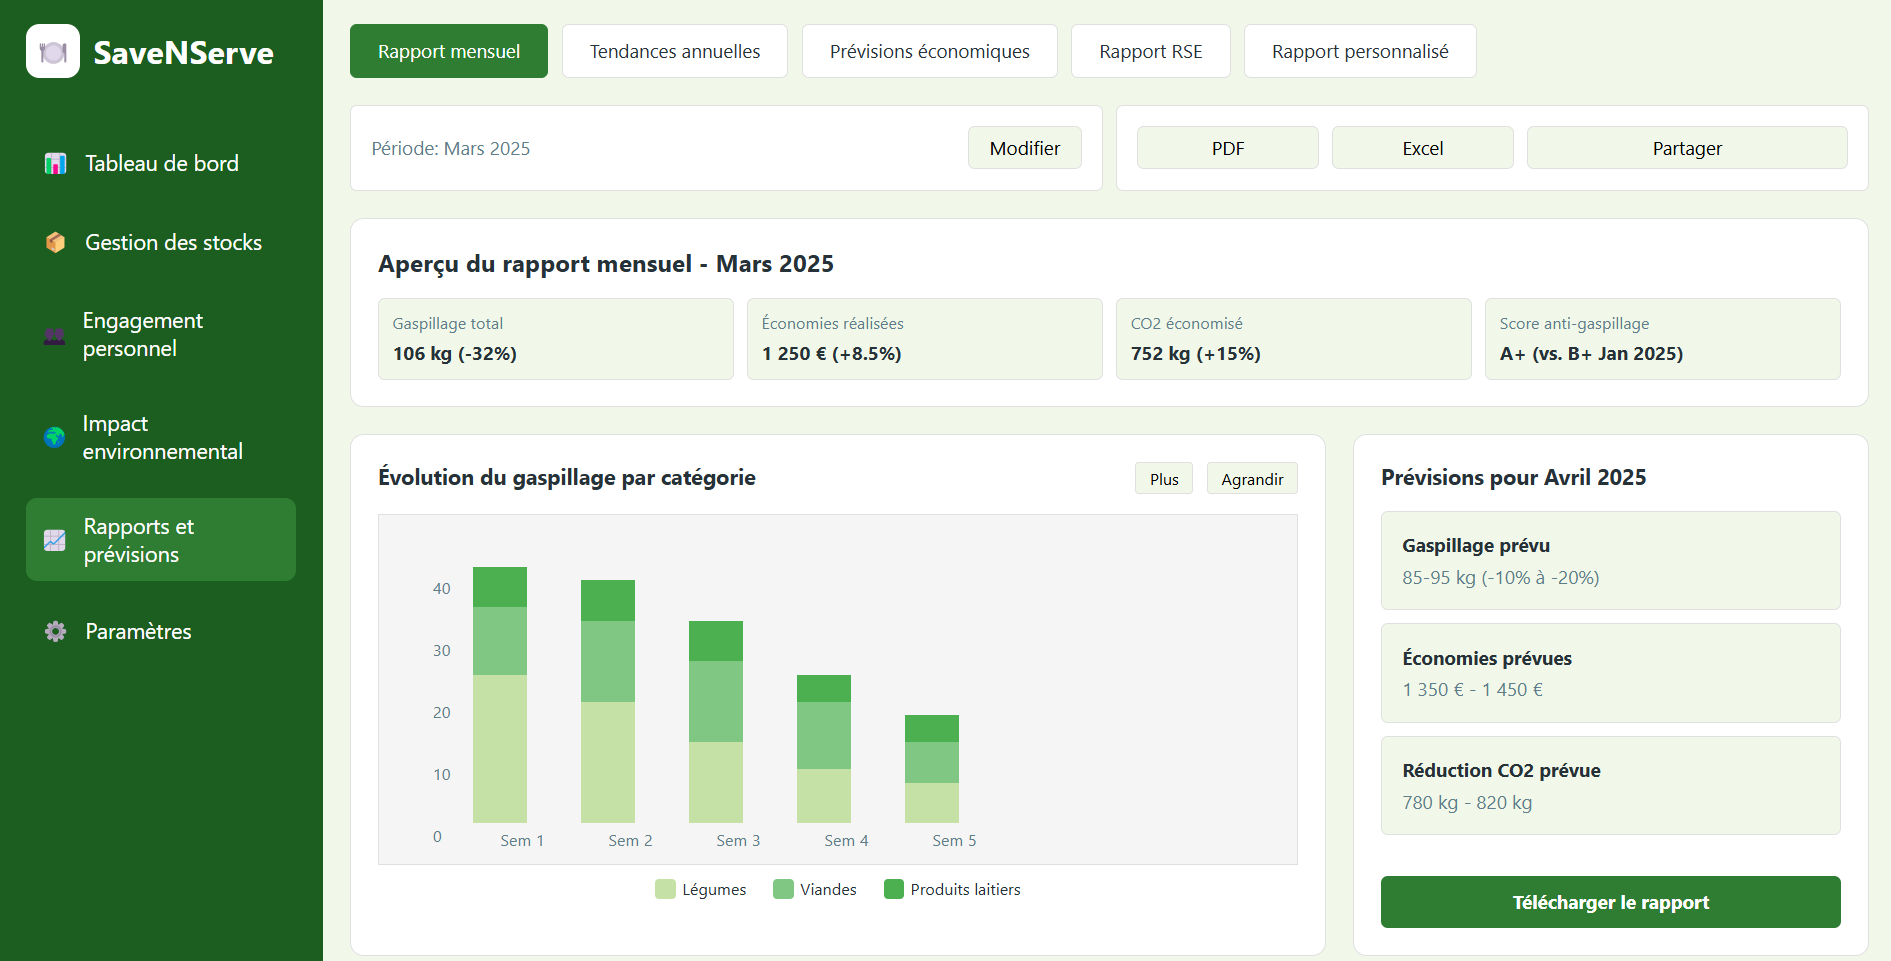 SaveNServe
Tableau de bord
Gestion des stocks
Engagement
personnel
Impact
environnemental
Rapports et
prévisions
Paramètres
Rapport mensuel
Tendances annuelles
Prévisions économiques
Rapport RSE
Rapport personnalisé
Période: Mars 2025
Modifier
PDF
Excel
Partager
Aperçu du rapport mensuel - Mars 2025
Gaspillage total
106 kg (-32%)
Économies réalisées
1 250 € (+8.5%)
CO2 économisé
752 kg (+15%)
Score anti-gaspillage
A+ (vs. B+ Jan 2025)
Évolution du gaspillage par catégorie
Plus
Agrandir
40
30
20
10
0
Sem 1
Sem 2
Sem 3
Sem 4
Sem 5
Légumes
Viandes
Produits laitiers
Prévisions pour Avril 2025
Gaspillage prévu
85-95 kg (-10% à -20%)
Économies prévues
1 350 € - 1 450 €
Réduction CO2 prévue
780 kg - 820 kg
Télécharger le rapport